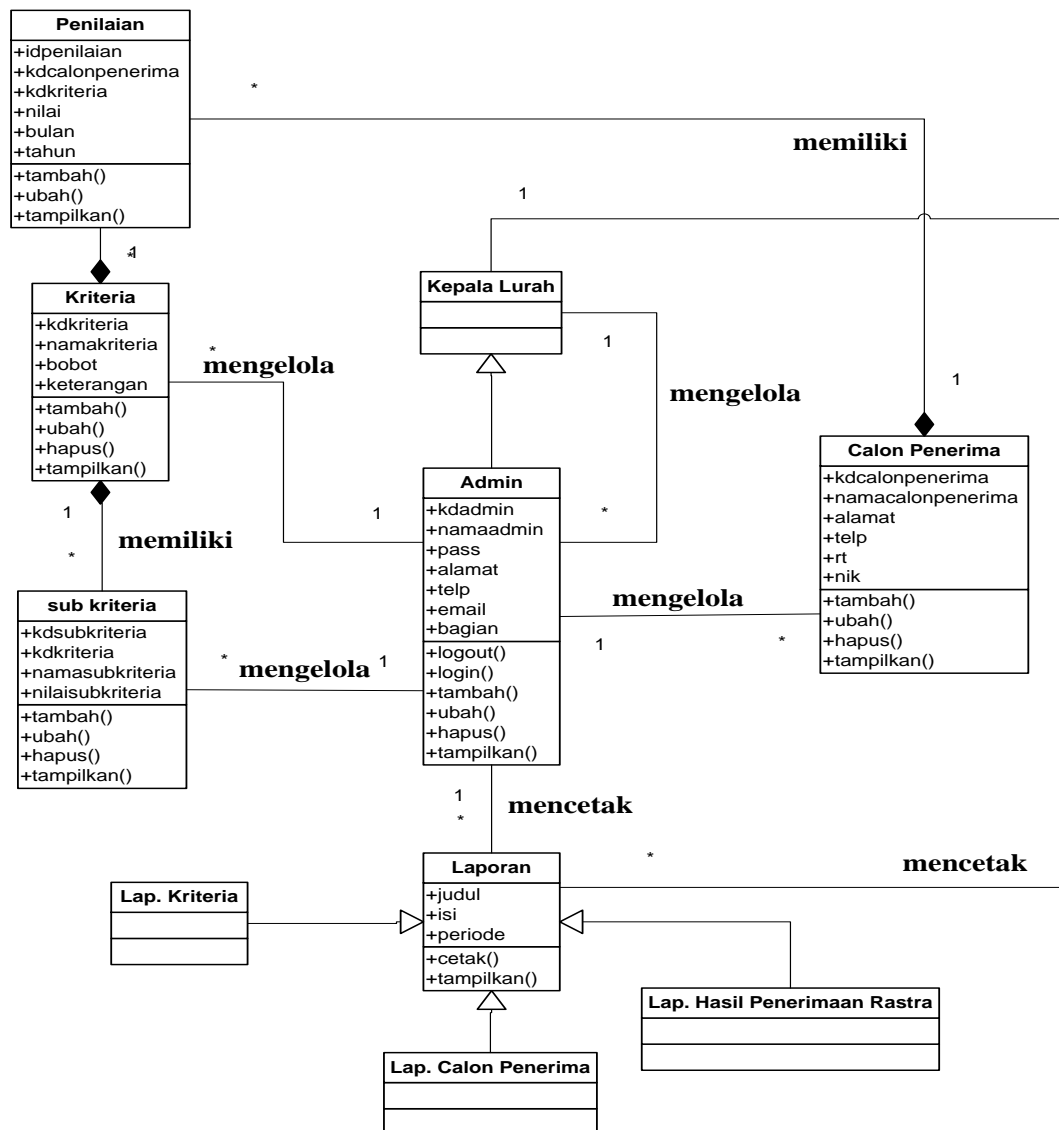 Penilaian
+idpenilaian
+kdcalonpenerima
+kdkriteria
+nilai
+bulan
+tahun
+tambah()
+ubah()
+tampilkan()
*
memiliki
1
1
*
1
Kepala Lurah
1
mengelola
*
Kriteria
+kdkriteria
+namakriteria
+bobot
+keterangan
+tambah()
+ubah()
+hapus()
+tampilkan()
*
mengelola
1
1
memiliki
*
Admin
+kdadmin
+namaadmin
+pass
+alamat
+telp
+email
+bagian
+logout()
+login()
+tambah()
+ubah()
+hapus()
+tampilkan()
Calon Penerima
+kdcalonpenerima
+namacalonpenerima
+alamat
+telp
+rt
+nik
+tambah()
+ubah()
+hapus()
+tampilkan()
mengelola
1
*
sub kriteria
+kdsubkriteria
+kdkriteria
+namasubkriteria
+nilaisubkriteria
+tambah()
+ubah()
+hapus()
+tampilkan()
*
mengelola
1
1
*
mencetak
Laporan
+judul
+isi
+periode
+cetak()
+tampilkan()
*
mencetak
Lap. Kriteria
Lap. Hasil Penerimaan Rastra
Lap. Calon Penerima